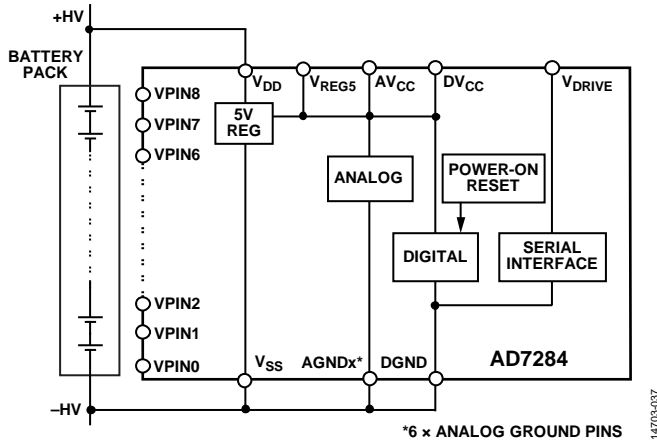 +HV
BATTERY
PACK
VDD
VREG5
AVCC
DVCC
VDRIVE
VPIN8
VPIN7
VPIN6
5V
REG
ANALOG
POWER-ON
RESET
DIGITAL
SERIAL
INTERFACE
VPIN2
VPIN1
VPIN0
VSS
AGNDx*
DGND
AD7284
–HV
*6 × ANALOG GROUND PINS
14703-037